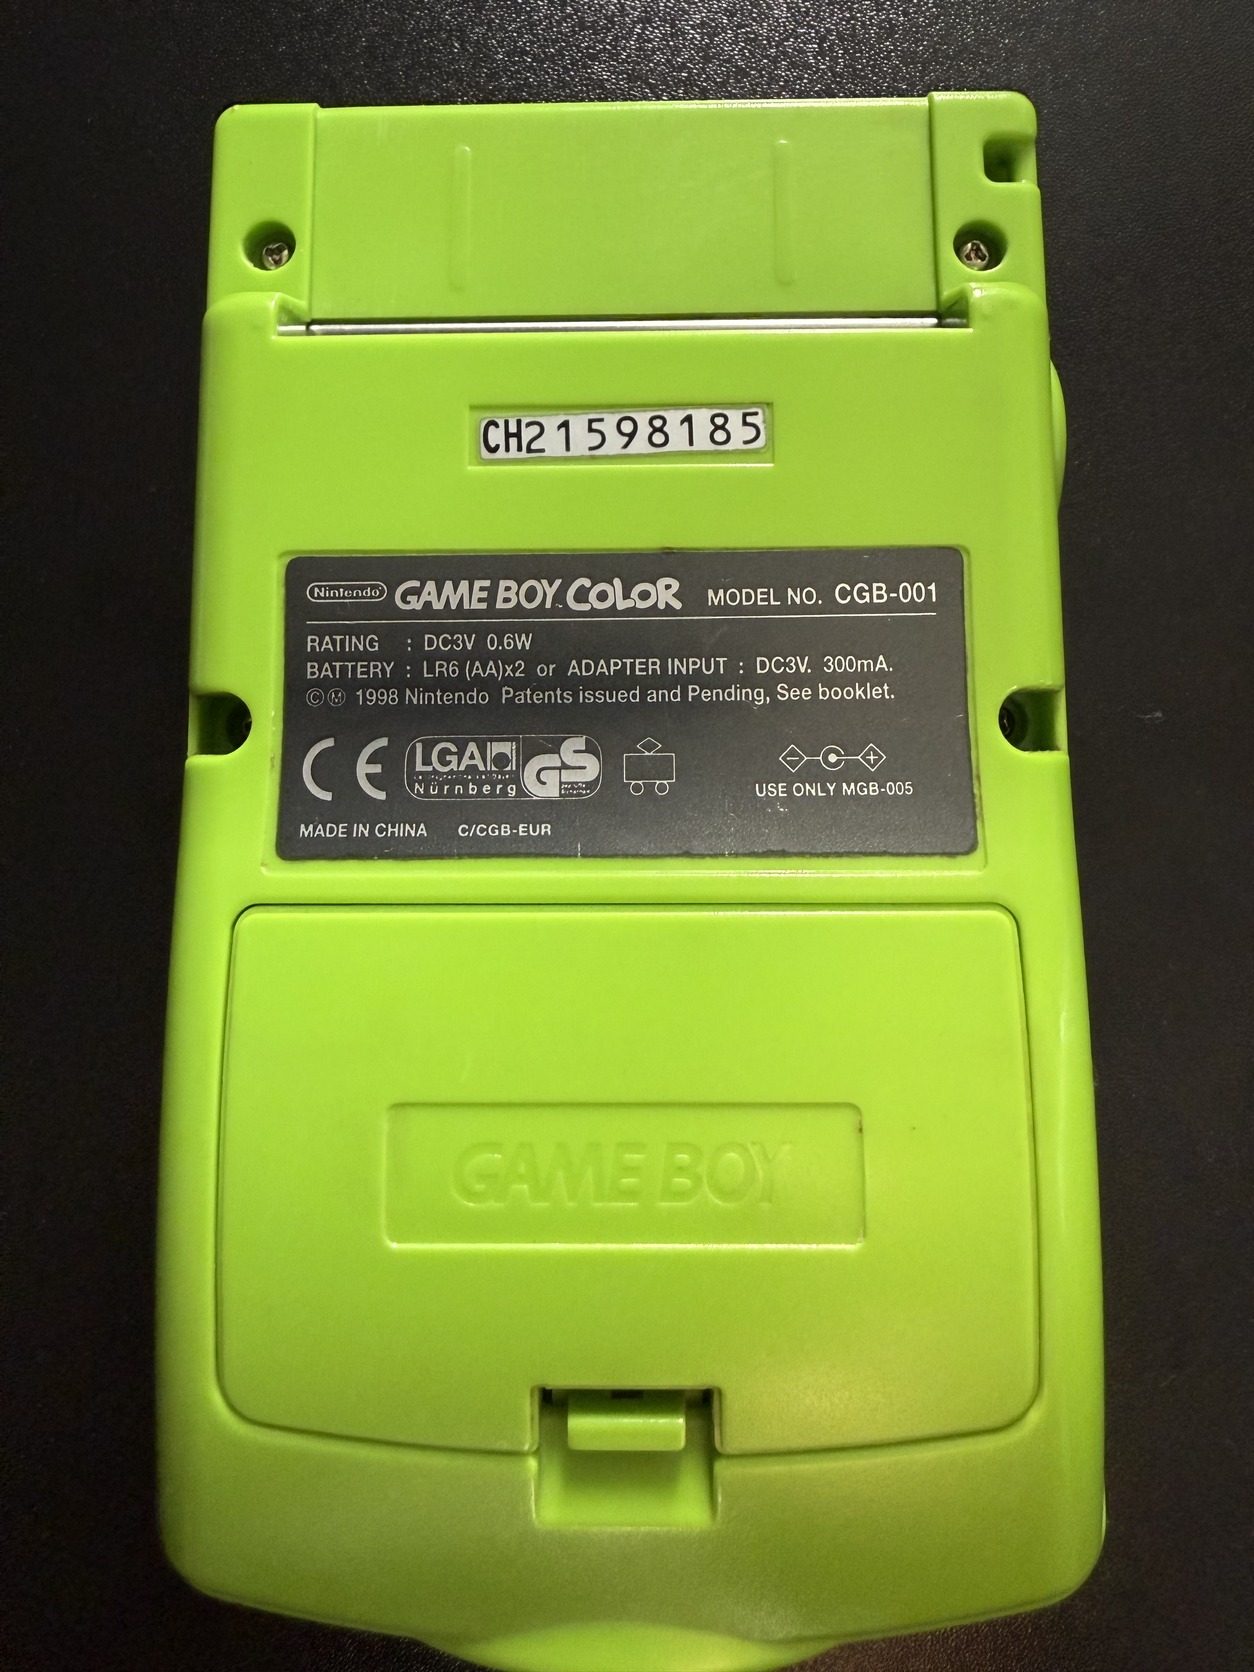 CH21598185
Nintendo GAME BOY COLOR MODEL NO. CGB-001
RATING : DC3V 0.6W
BATTERY : LR6 (AA)x2 or ADAPTER INPUT : DC3V. 300mA.
©Ⓜ 1998 Nintendo Patents issued and Pending, See booklet.
CE LGA GS
Nürnberg
USE ONLY MGB-005
MADE IN CHINA C/CGB-EUR
GAME BOY